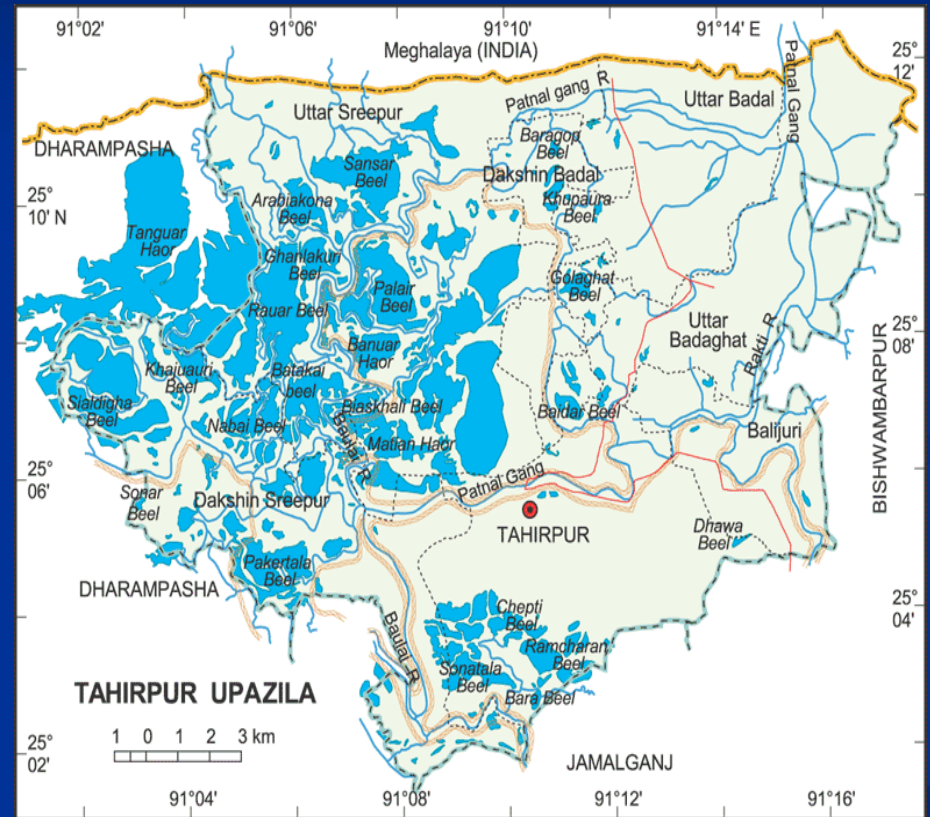 91°02'
91°06'
91°10'
91°14' E
Meghalaya (INDIA)
25°
12'
Patnal Gang
Patnal gang R
Uttar Badal
Uttar Sreepur
Baragop
Beel
DHARAMPASHA
Sansar
Beel
Dakshin Badal
25°
10' N
Arabiakona
Beel
Khupaura
Beel
Tanguar
Haor
Ghanlakuri
Beel
Golaghat
Beel
Palair
Beel
Rauar Beel
Uttar
Badaghat
25°
08'
Banuar
Haor
Rakti R
Khajuauri
Beel
Batakai
beel
Sialdigha
Beel
Blaskhali Beel
Baldar Beel
Nabai Beel
Baulai R
Matian Haor
Balijuri
BISHWAMBARPUR
25°
06'
Patnal Gang
Sonar
Beel
Dakshin Sreepur
TAHIRPUR
Dhawa
Beel
Pakertala
Beel
DHARAMPASHA
25°
04'
Chepti
Beel
Baulai R
Ramcharan
Beel
Sonatala
Beel
Bara Beel
TAHIRPUR UPAZILA
1 0 1 2 3 km
25°
02'
JAMALGANJ
91°04'
91°08'
91°12'
91°16'